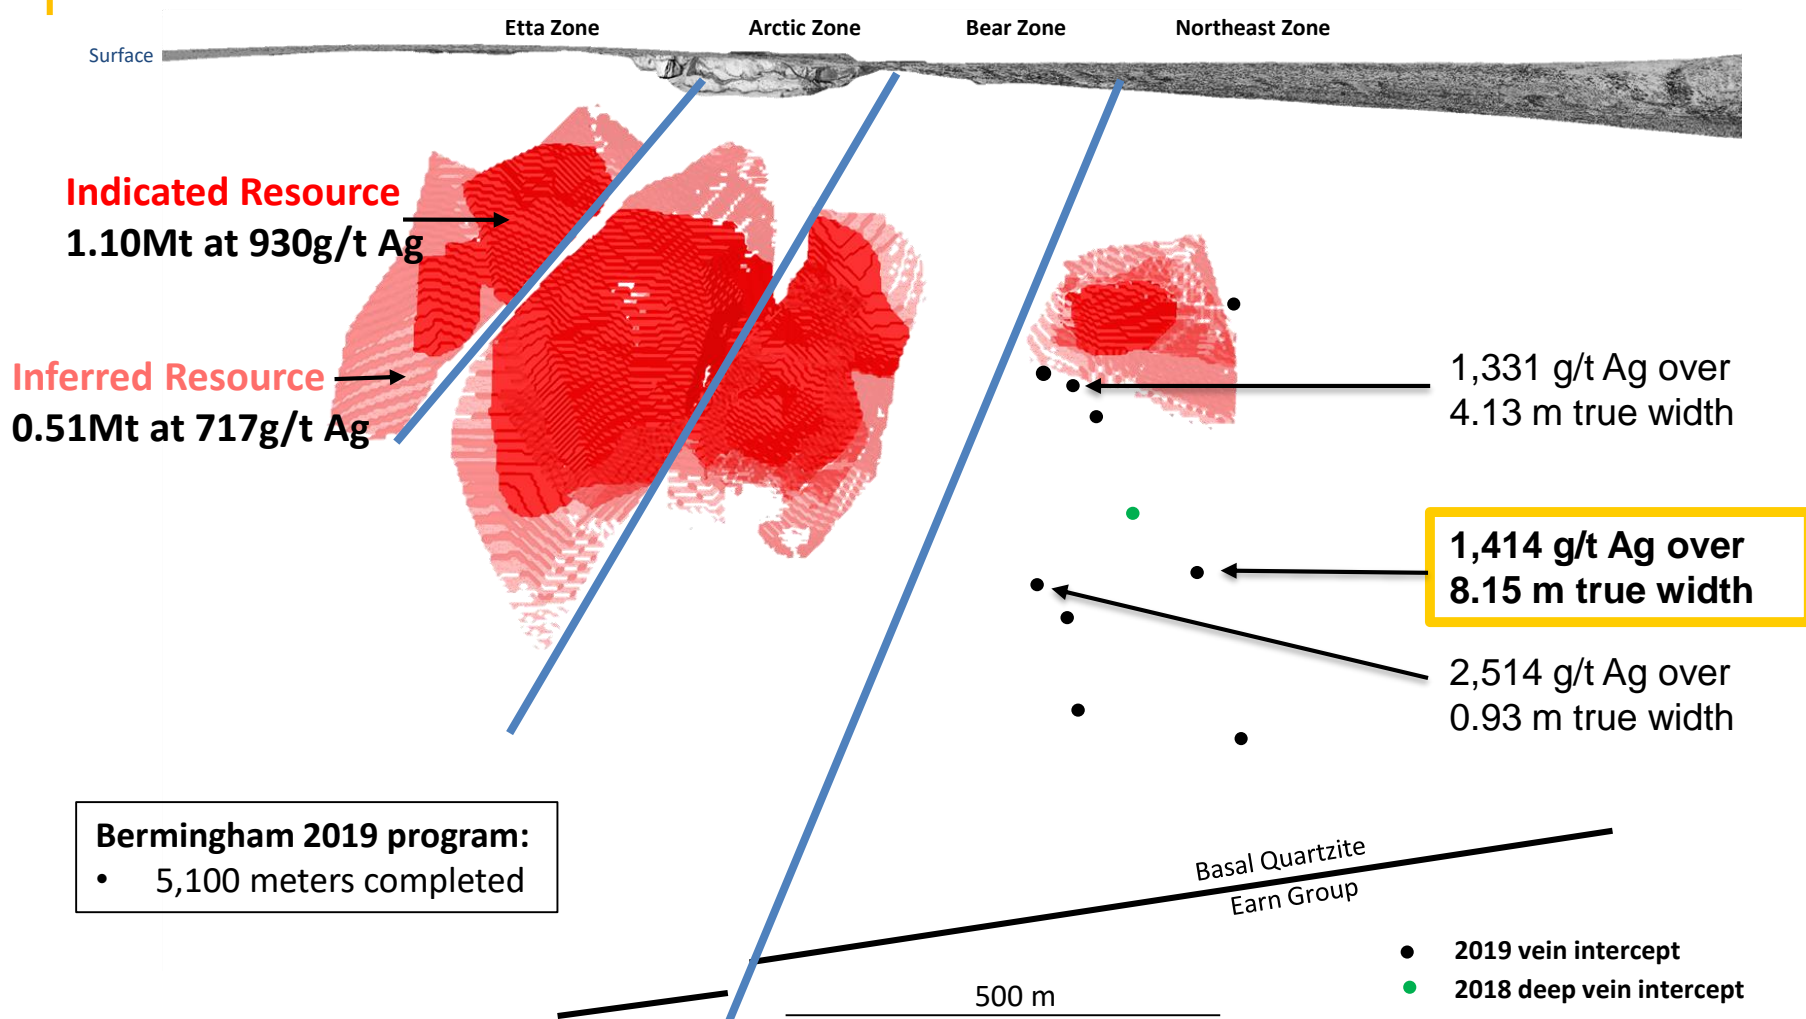 Etta Zone
Arctic Zone
Bear Zone
Northeast Zone
Surface
Indicated Resource
1.10Mt at 930g/t Ag
Inferred Resource
0.51Mt at 717g/t Ag
1,331 g/t Ag over
4.13 m true width
1,414 g/t Ag over
8.15 m true width
2,514 g/t Ag over
0.93 m true width
Bermingham 2019 program:
• 5,100 meters completed
Basal Quartzite
Earn Group
500 m
2019 vein intercept
2018 deep vein intercept